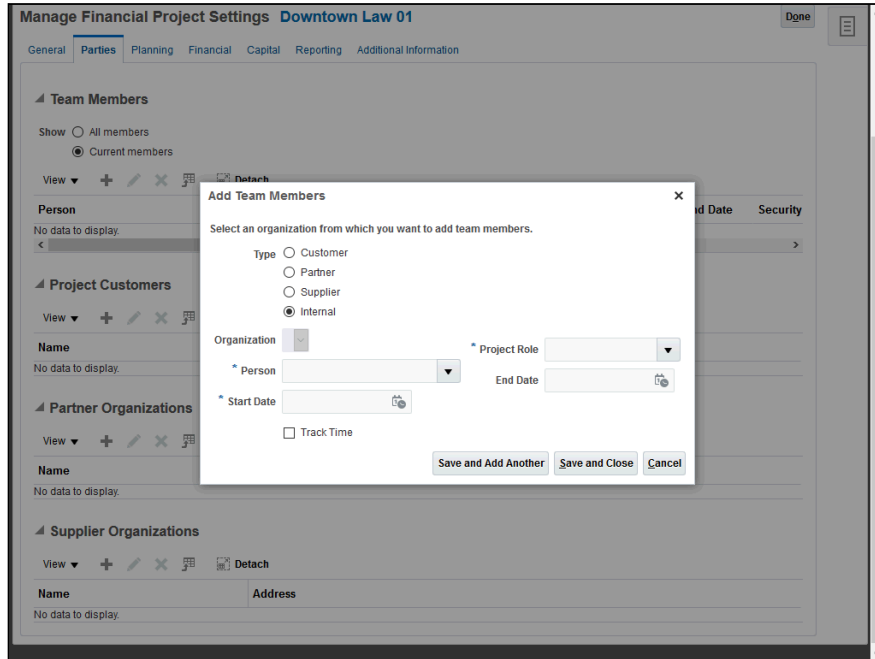 Manage Financial Project Settings Downtown Law 01
Done
General Parties Planning Financial Capital Reporting Additional Information
Team Members
Show All members
Current members
View Detach
Person nd Date Security
No data to display.
Add Team Members
Select an organization from which you want to add team members.
Type Customer
Partner
Supplier
Internal
Organization
* Project Role
* Person
End Date
* Start Date
Track Time
Save and Add Another Save and Close Cancel
Project Customers
View
Name
No data to display.
Partner Organizations
View
Name
No data to display.
Supplier Organizations
View Detach
Name Address
No data to display.